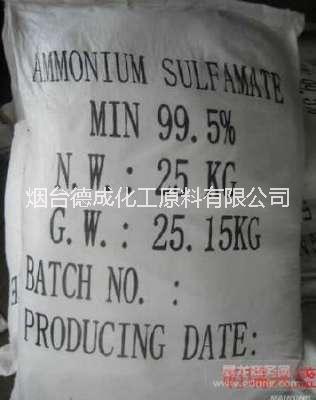 AMMONIUM SULFAMATE
MIN 99.5%
N.W.: 25 KG
烟台德成化工原料有限公司
G.W.: 25.15KG
BATCH NO. :
PRODUCING DATE: